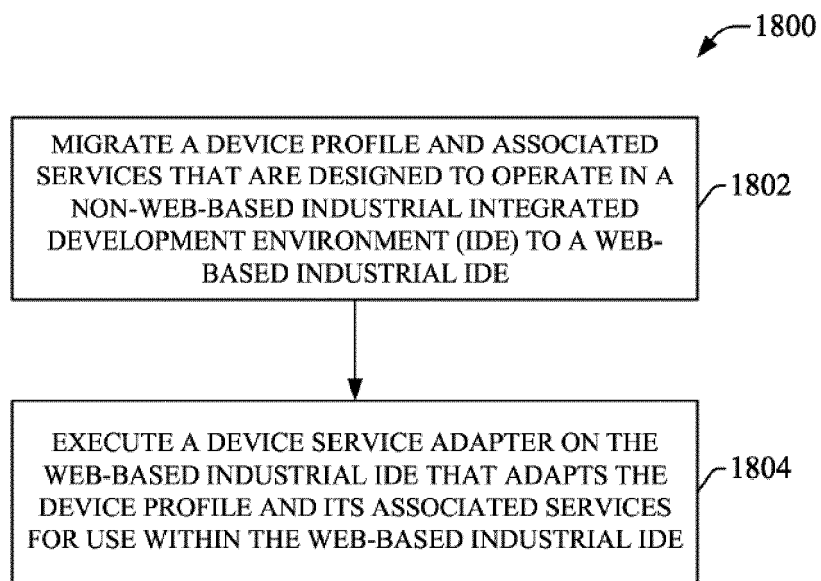 1800
MIGRATE A DEVICE PROFILE AND ASSOCIATED
SERVICES THAT ARE DESIGNED TO OPERATE IN A
NON-WEB-BASED INDUSTRIAL INTEGRATED
DEVELOPMENT ENVIRONMENT (IDE) TO A WEB-
BASED INDUSTRIAL IDE
1802
EXECUTE A DEVICE SERVICE ADAPTER ON THE
WEB-BASED INDUSTRIAL IDE THAT ADAPTS THE
DEVICE PROFILE AND ITS ASSOCIATED SERVICES
FOR USE WITHIN THE WEB-BASED INDUSTRIAL IDE
1804